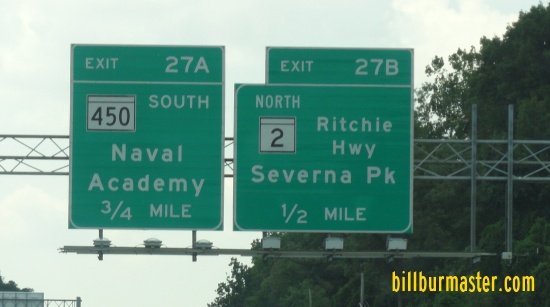 EXIT 27A
450 SOUTH
Naval
Academy
3/4 MILE
EXIT 27B
NORTH
2 Ritchie
Hwy
Severna Pk
1/2 MILE
billburmaster.com